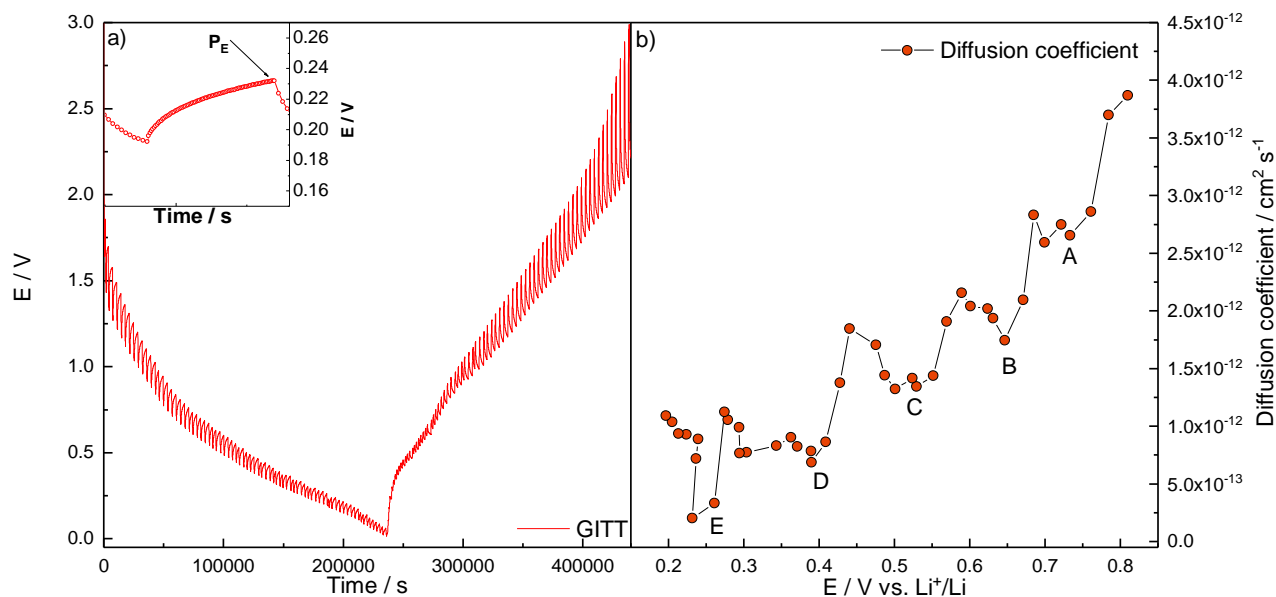 a)
3.0
2.5
2.0
1.5
1.0
0.5
0.0
E / V
0
100000
200000
300000
400000
Time / s
GITT
P_E
0.26
0.24
0.22
0.20
0.18
0.16
E / V
Time / s
b)
Diffusion coefficient
A
B
C
D
E
0.2
0.3
0.4
0.5
0.6
0.7
0.8
E / V vs. Li⁺/Li
4.5x10⁻¹²
4.0x10⁻¹²
3.5x10⁻¹²
3.0x10⁻¹²
2.5x10⁻¹²
2.0x10⁻¹²
1.5x10⁻¹²
1.0x10⁻¹²
5.0x10⁻¹³
0.0
Diffusion coefficient / cm² s⁻¹